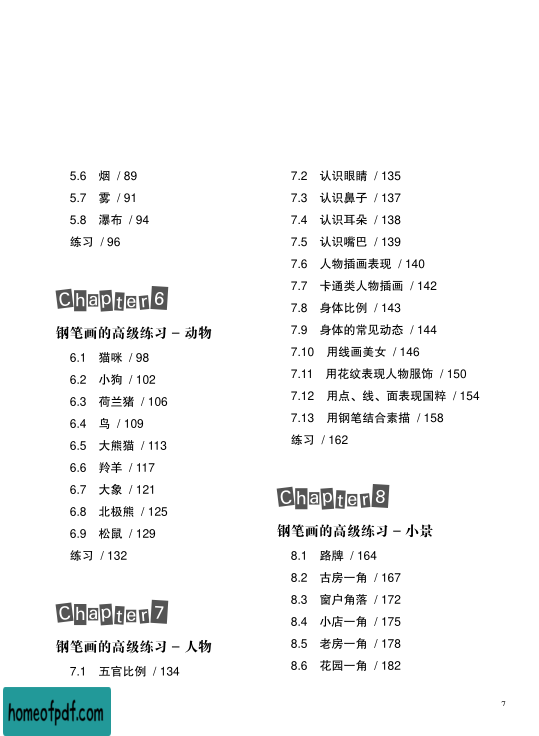 5.6 烟 / 89
5.7 雾 / 91
5.8 瀑布 / 94
练习 / 96
Chapter 6
钢笔画的高级练习 – 动物
6.1 猫咪 / 98
6.2 小狗 / 102
6.3 荷兰猪 / 106
6.4 鸟 / 109
6.5 大熊猫 / 113
6.6 羚羊 / 117
6.7 大象 / 121
6.8 北极熊 / 125
6.9 松鼠 / 129
练习 / 132
Chapter 7
钢笔画的高级练习 – 人物
7.1 五官比例 / 134
7.2 认识眼睛 / 135
7.3 认识鼻子 / 137
7.4 认识耳朵 / 138
7.5 认识嘴巴 / 139
7.6 人物插画表现 / 140
7.7 卡通类人物插画 / 142
7.8 身体比例 / 143
7.9 身体的常见动态 / 144
7.10 用线画美女 / 146
7.11 用花纹表现人物服饰 / 150
7.12 用点、线、面表现国粹 / 154
7.13 用钢笔结合素描 / 158
练习 / 162
Chapter 8
钢笔画的高级练习 – 小景
8.1 路牌 / 164
8.2 古房一角 / 167
8.3 窗户角落 / 172
8.4 小店一角 / 175
8.5 老房一角 / 178
8.6 花园一角 / 182
7
homeofpdf.com